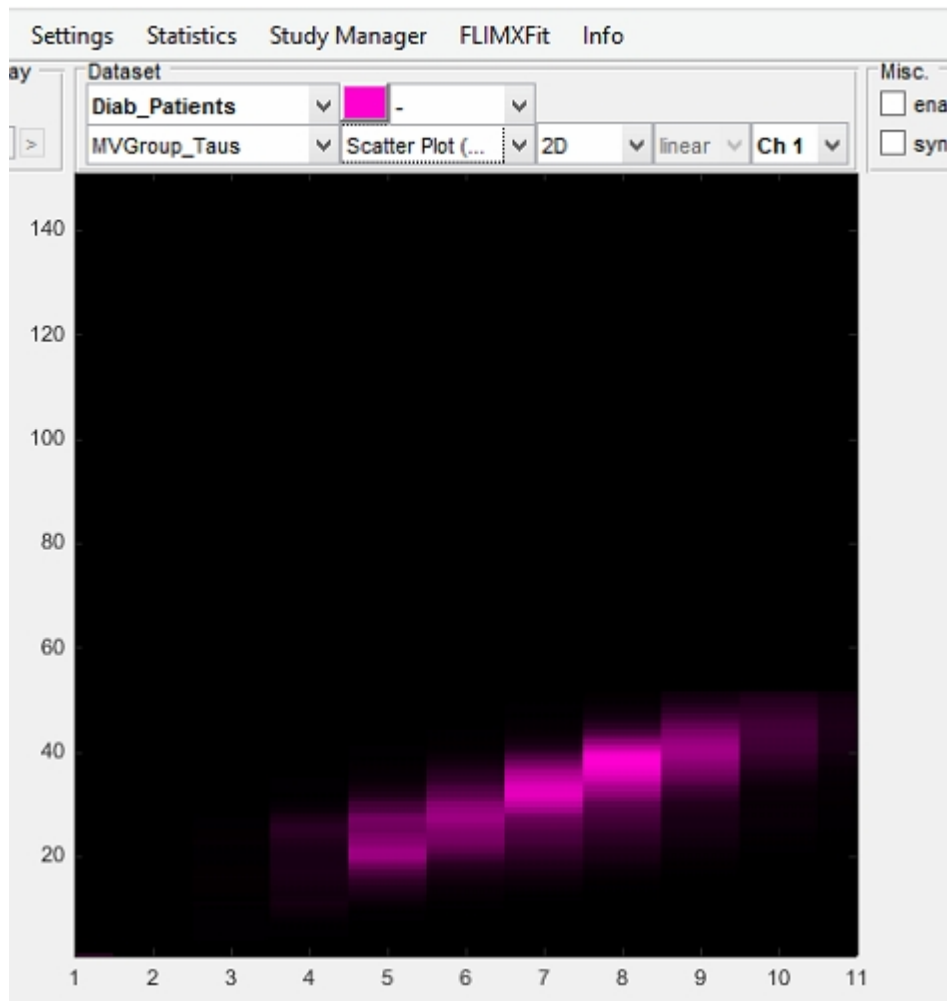 Settings Statistics Study Manager FLIMXFit Info
ay Dataset Misc.
Diab_Patients - ena
> MVGroup_Taus Scatter Plot (... 2D linear Ch 1 syn
140
120
100
80
60
40
20
1 2 3 4 5 6 7 8 9 10 11